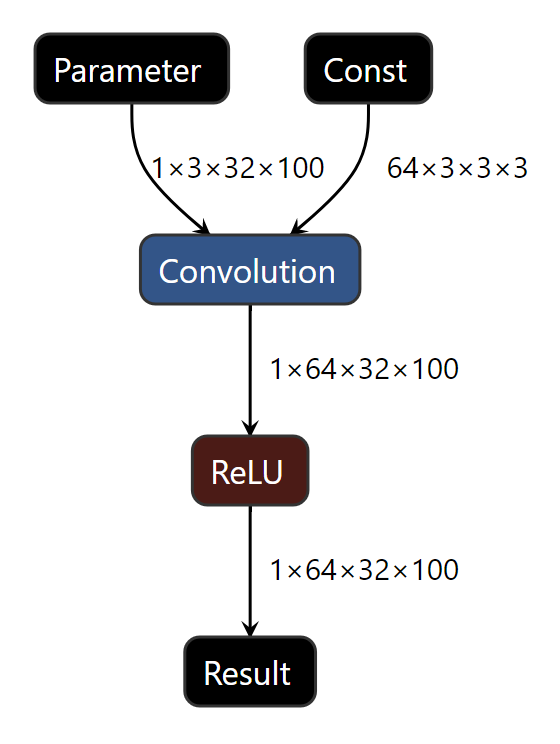 Parameter
Const
1×3×32×100
64×3×3×3
Convolution
1×64×32×100
ReLU
1×64×32×100
Result